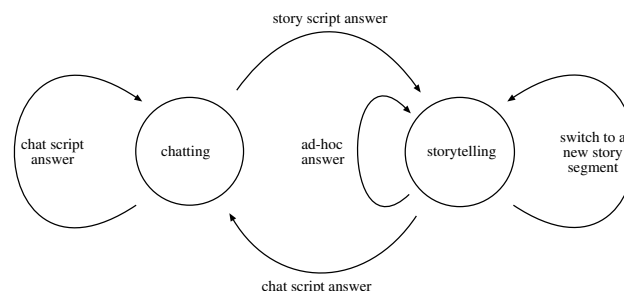 story script answer
chat script
answer
chatting
ad-hoc
answer
storytelling
switch to a
new story
segment
chat script answer